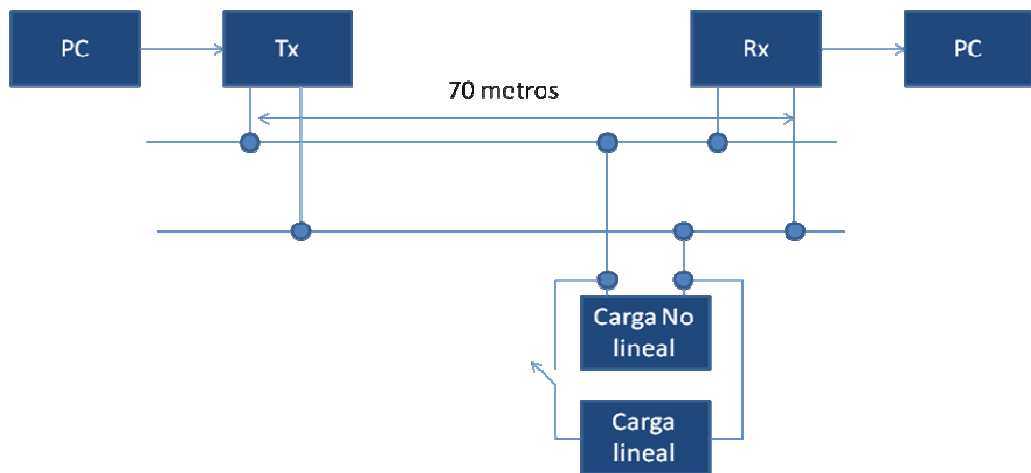 PC
Tx
Rx
PC
70 metros
Carga No
lineal
Carga
lineal